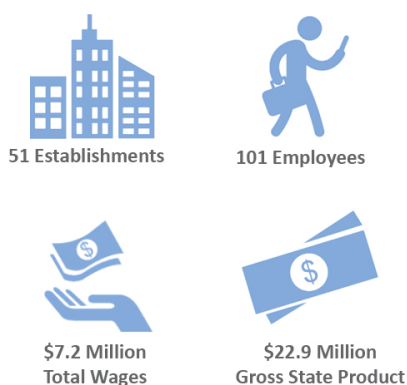 51 Establishments
101 Employees
$
$
$7.2 Million
Total Wages
$22.9 Million
Gross State Product